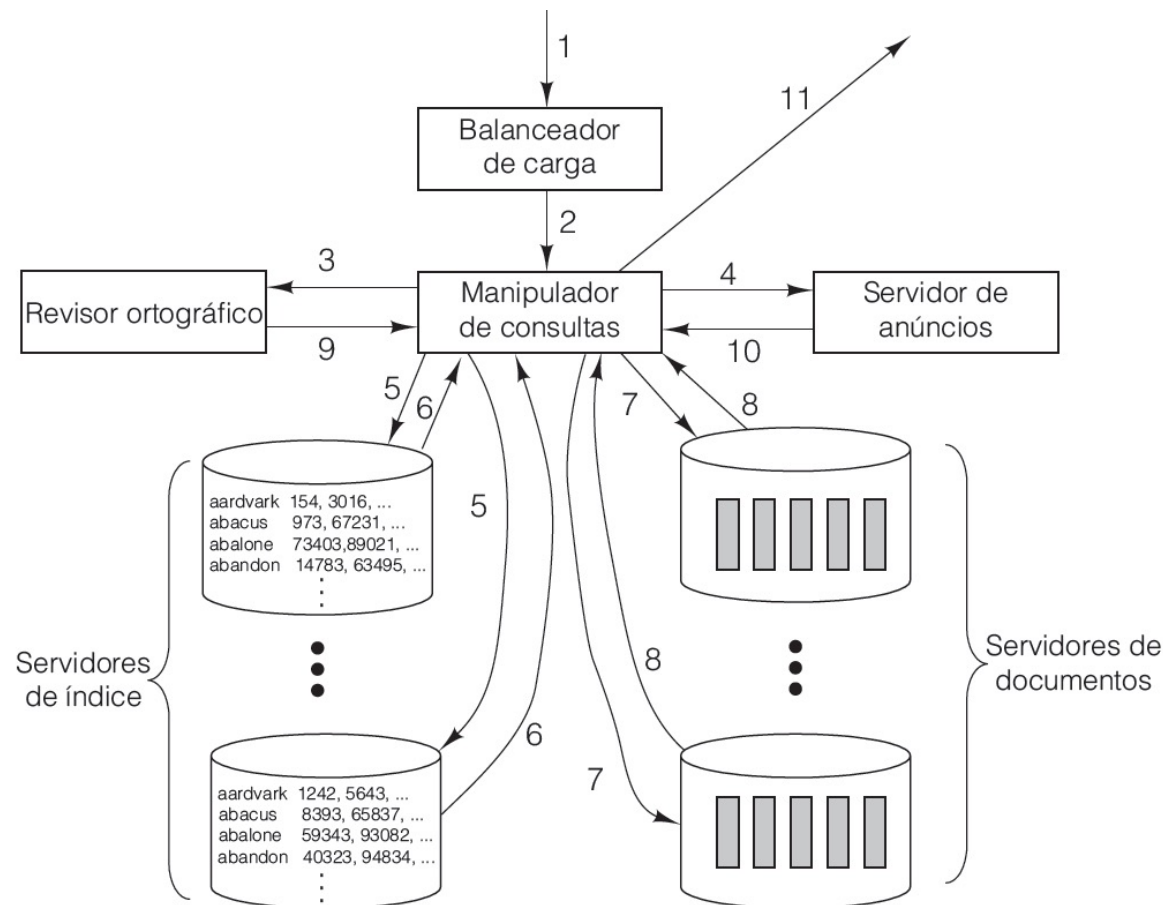 1
11
Balanceador
de carga
2
3
Manipulador
de consultas
4
Revisor ortográfico
Servidor de
anúncios
9
10
5
6
7
8
aardvark 154, 3016, ...
abacus 973, 67231, ...
abalone 73403,89021, ...
abandon 14783, 63495, ...
5
Servidores
de índice
8
Servidores de
documentos
6
7
aardvark 1242, 5643, ...
abacus 8393, 65837, ...
abalone 59343, 93082, ...
abandon 40323, 94834, ...